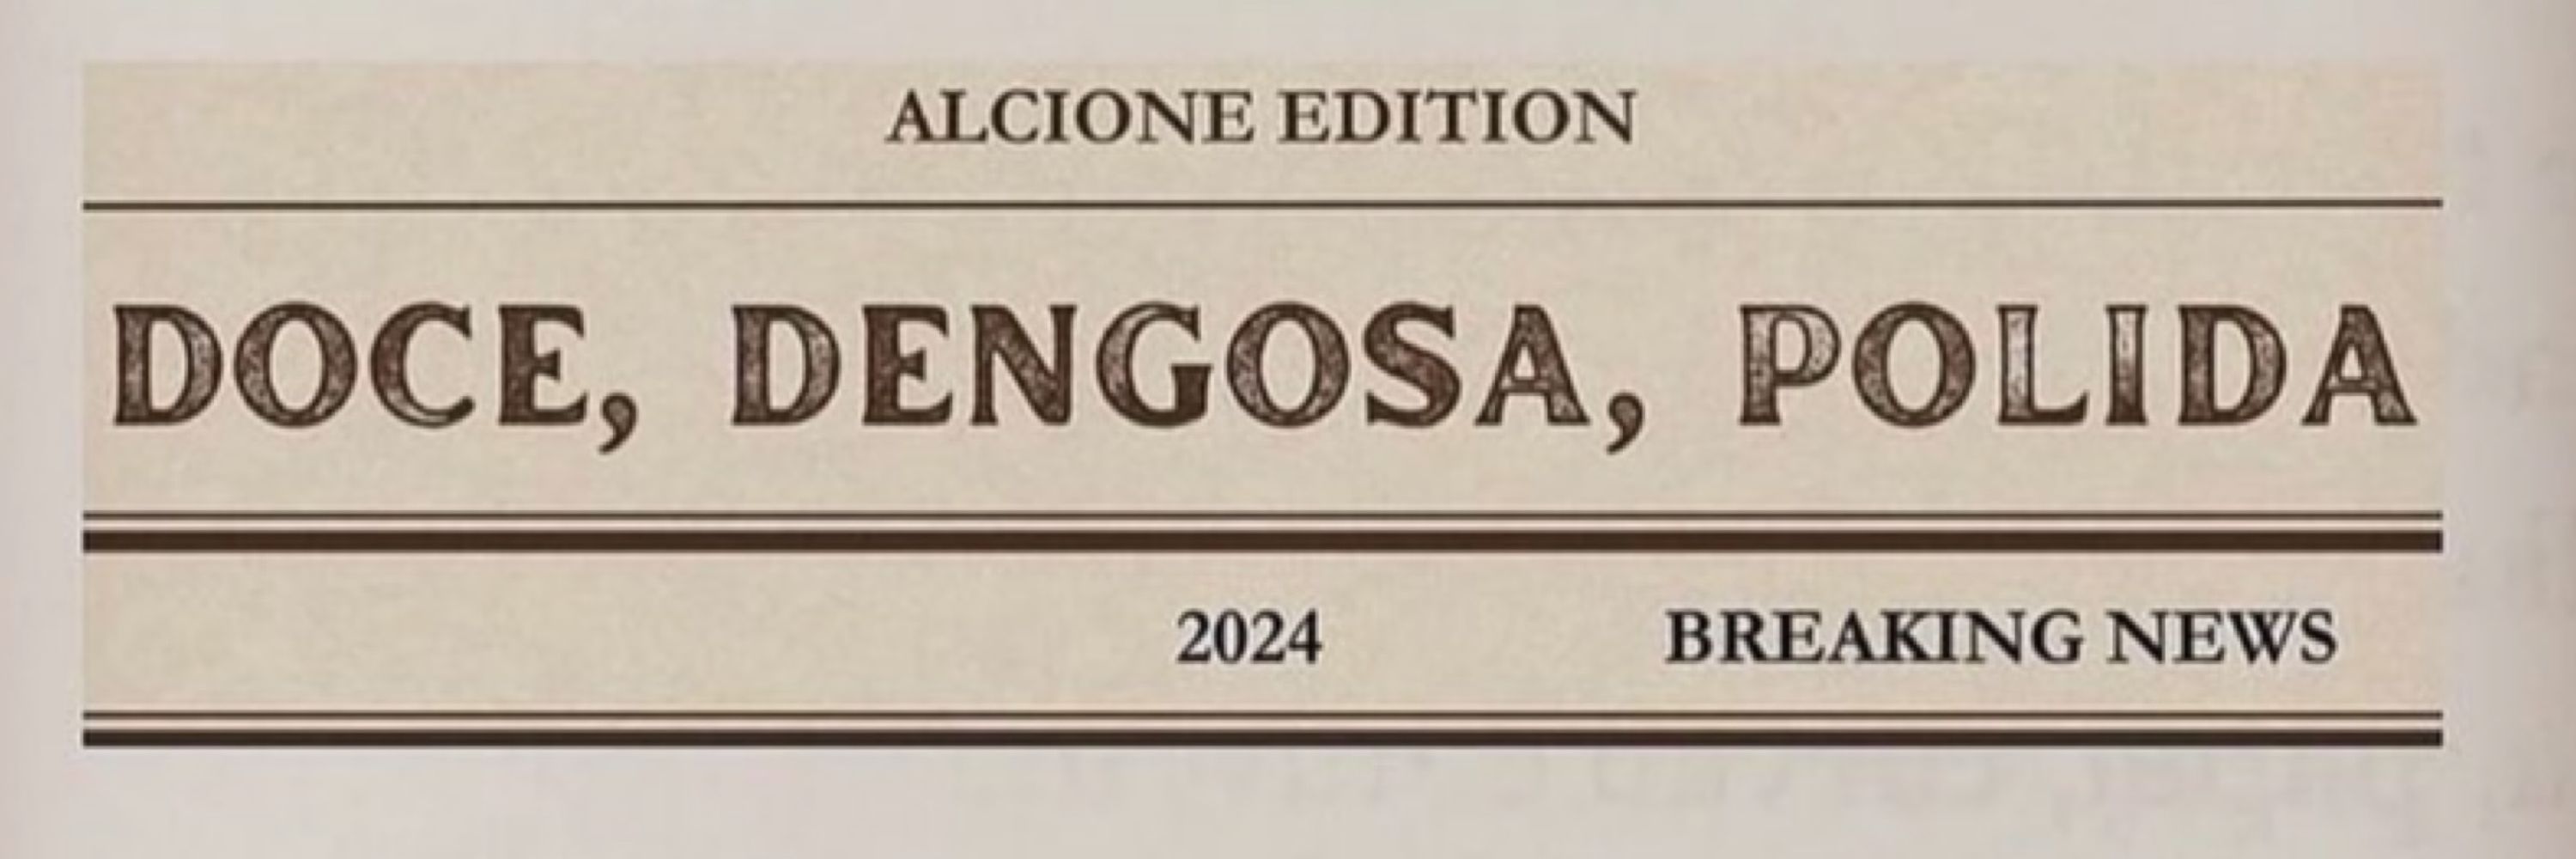 ALCIONE EDITION
DOCE, DENGOSA, POLIDA
2024 BREAKING NEWS